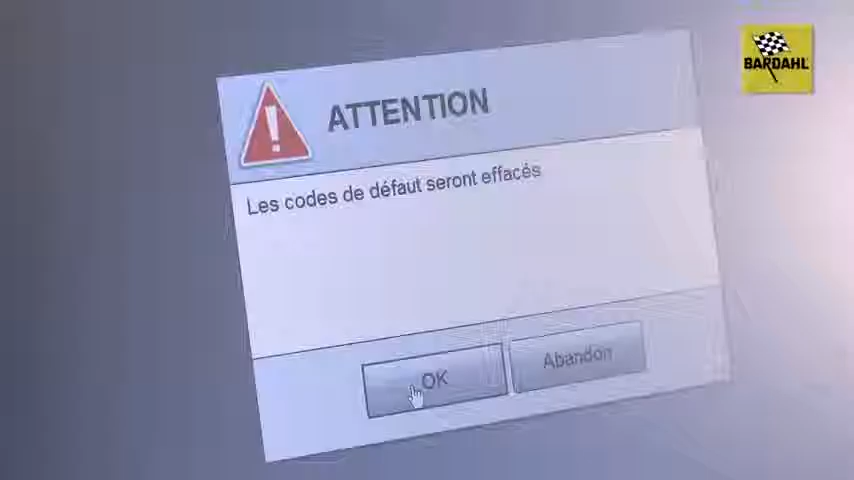 BARDAHL
ATTENTION
Les codes de défaut seront effacés
OK
Abandon